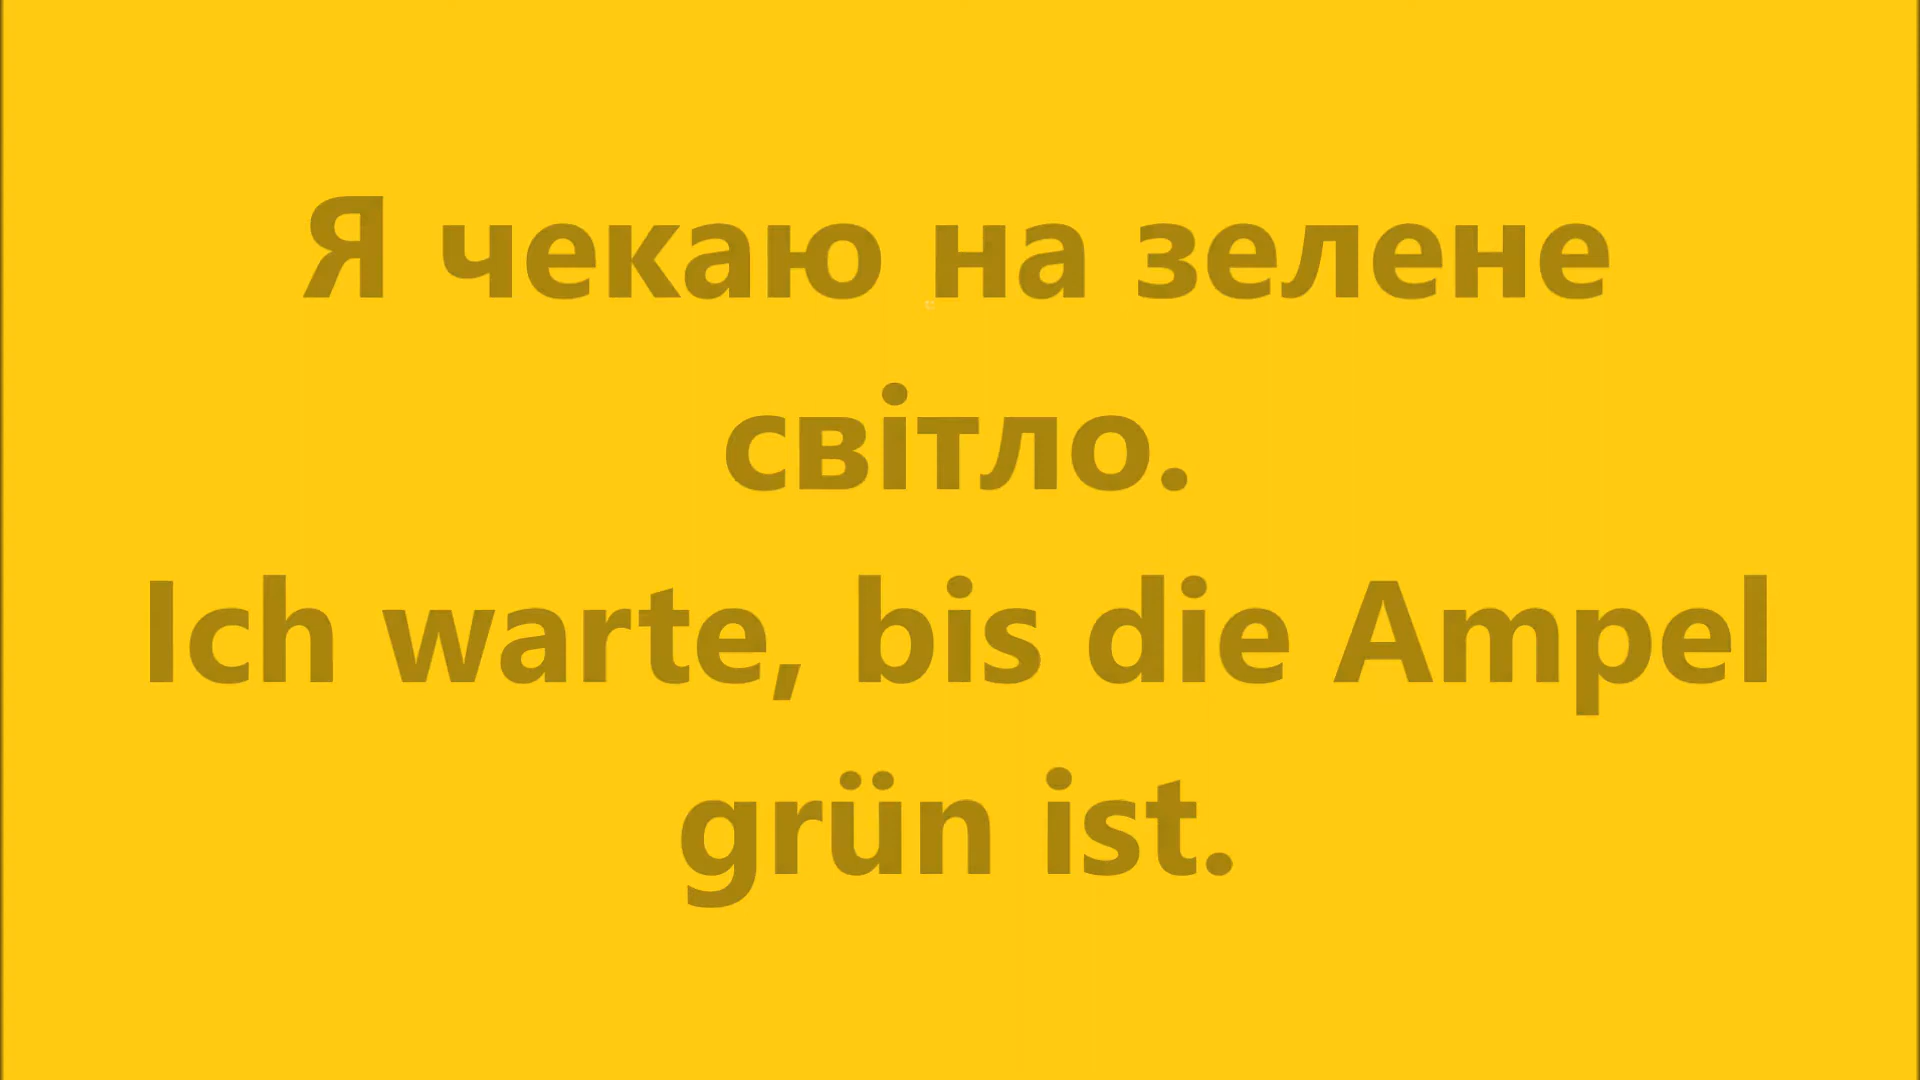 Я чекаю на зелене
світло.
Ich warte, bis die Ampel
grün ist.